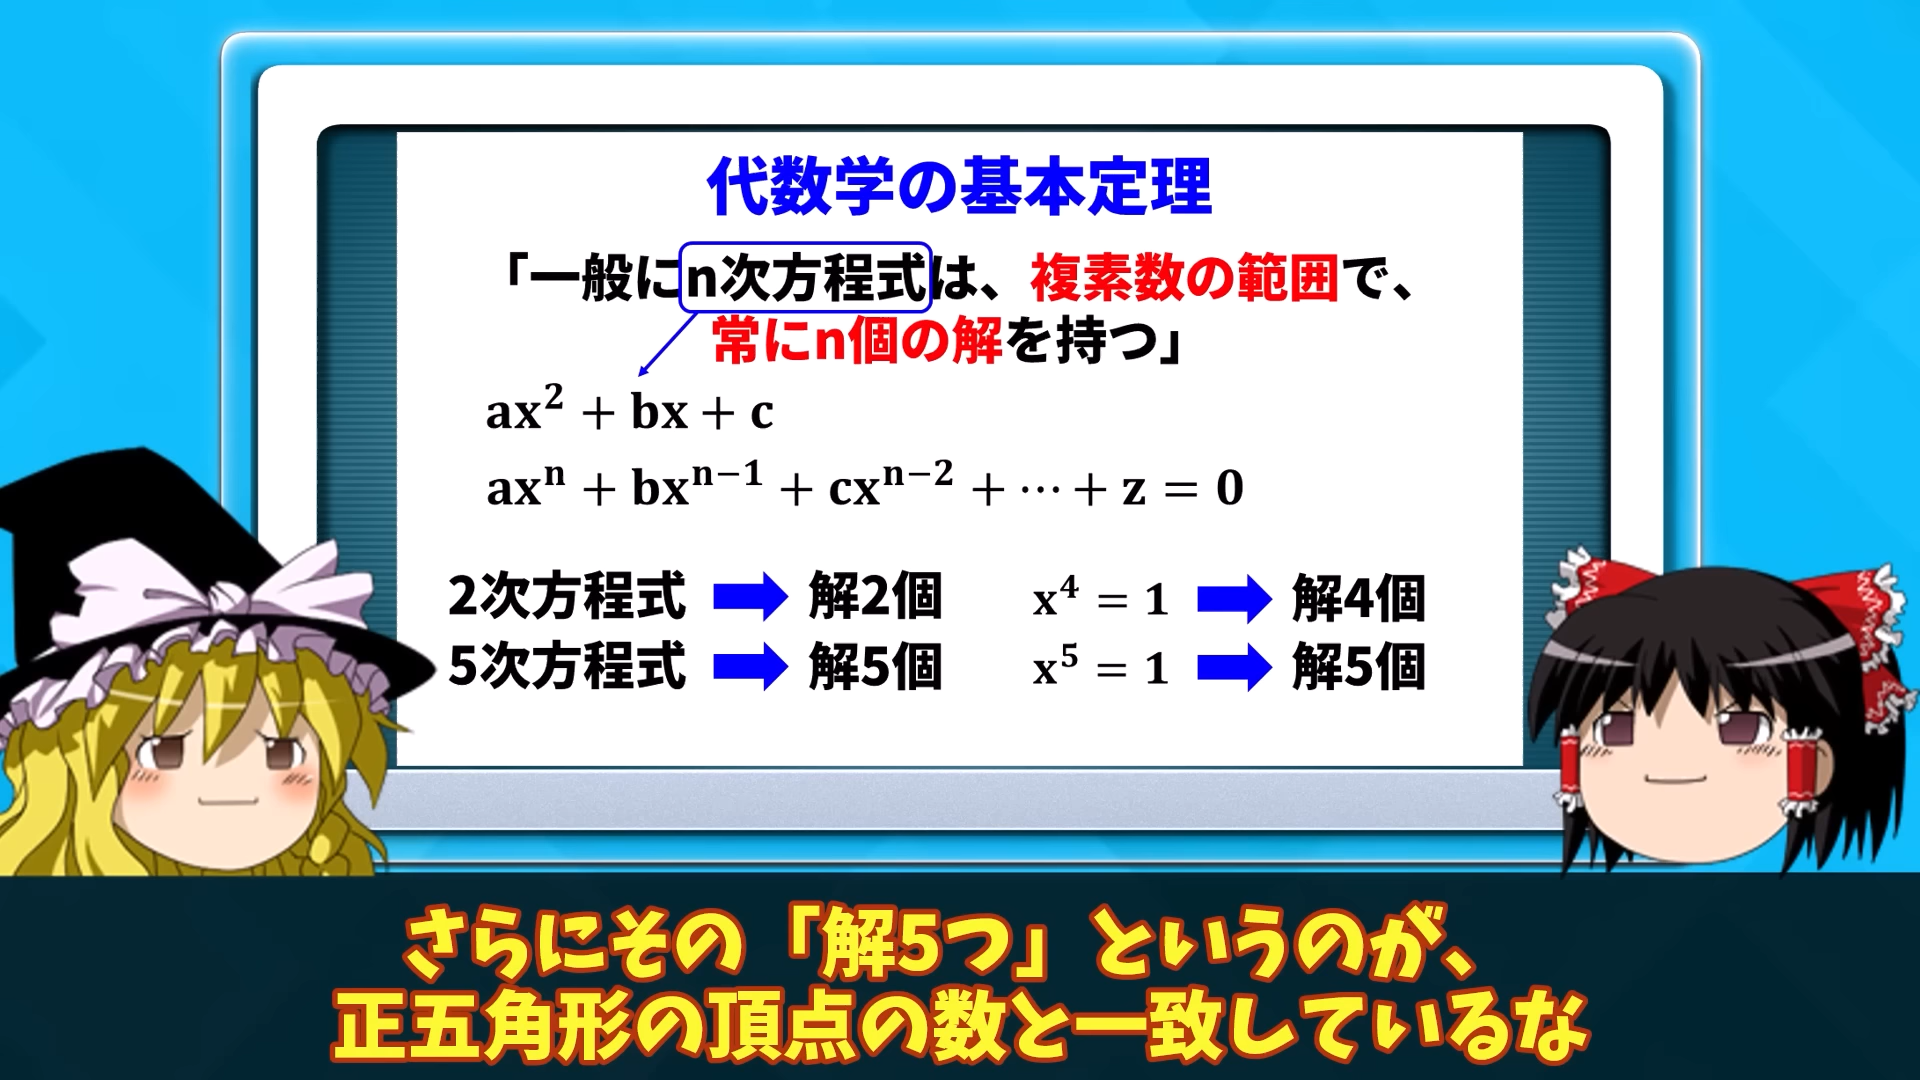 代数学の基本定理
「一般にn次方程式は、複素数の範囲で、
常にn個の解を持つ」
ax² + bx + c
axⁿ + bxⁿ⁻¹ + cxⁿ⁻² + ⋯ + z = 0
2次方程式 ➡ 解2個 x⁴ = 1 ➡ 解4個
5次方程式 ➡ 解5個 x⁵ = 1 ➡ 解5個
さらにその「解5つ」というのが、
正五角形の頂点の数と一致しているな